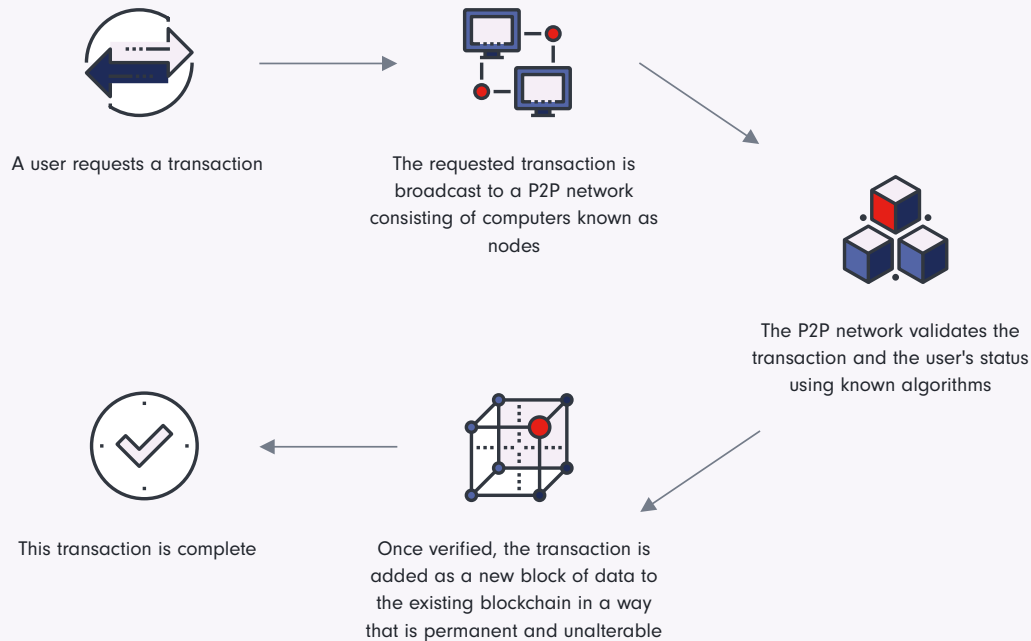 A user requests a transaction
The requested transaction is
broadcast to a P2P network
consisting of computers known as
nodes
The P2P network validates the
transaction and the user's status
using known algorithms
Once verified, the transaction is
added as a new block of data to
the existing blockchain in a way
that is permanent and unalterable
This transaction is complete